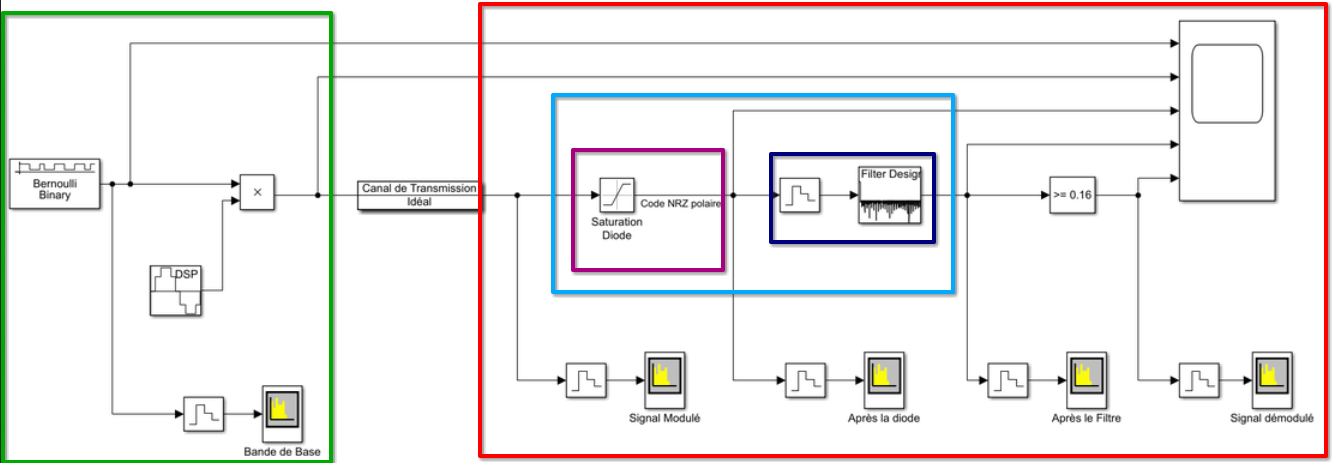 Bernoulli
Binary
×
DSP
Bande de Base
Canal de Transmission
Idéal
Saturation
Diode
Code NRZ polaire
Filter Desig
>= 0.16
Signal Modulé
Après la diode
Après le Filtre
Signal démodulé